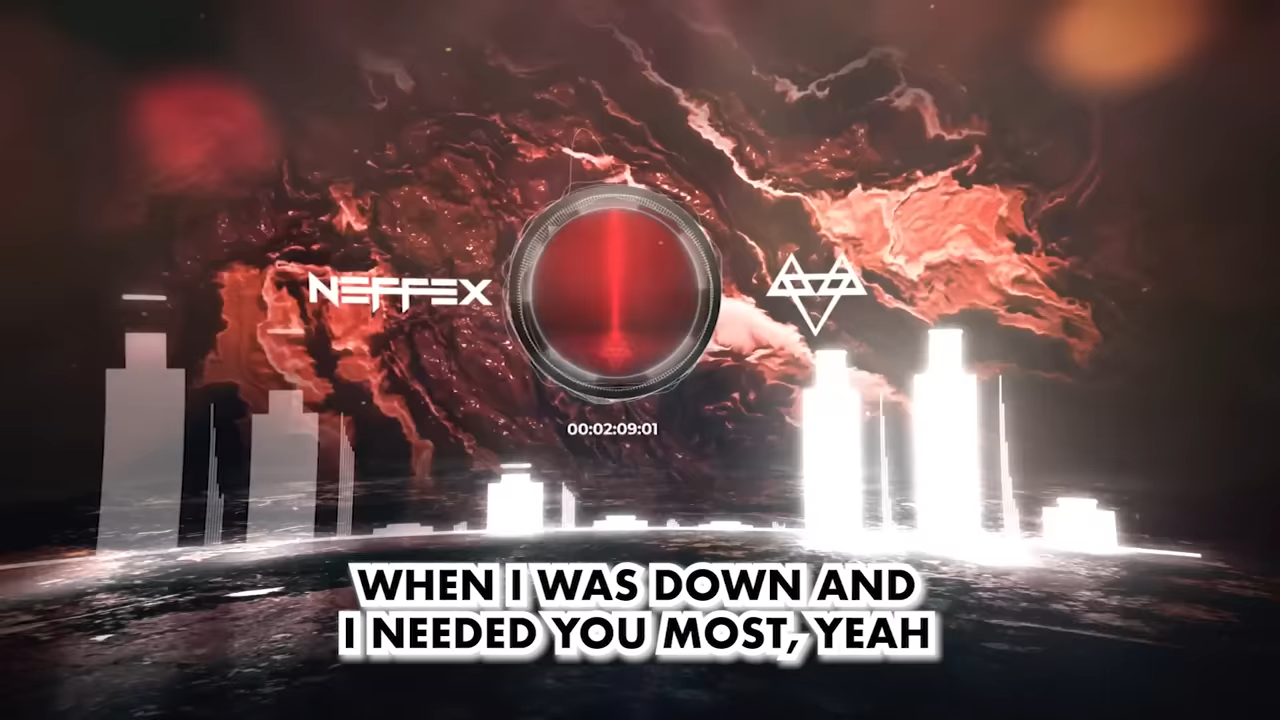 NEFFEX
00:02:09:01
WHEN I WAS DOWN AND
I NEEDED YOU MOST, YEAH